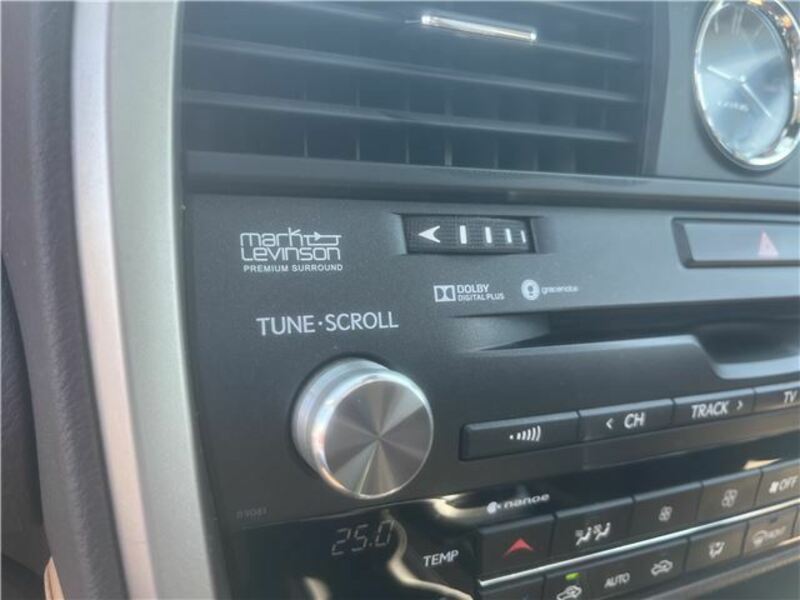 mark
Levinson
PREMIUM SURROUND
DOLBY
DIGITAL PLUS
gracenote
TUNE·SCROLL
< CH
TRACK >
TV
nanoe
OFF
25.0
TEMP
AUTO
FRONT